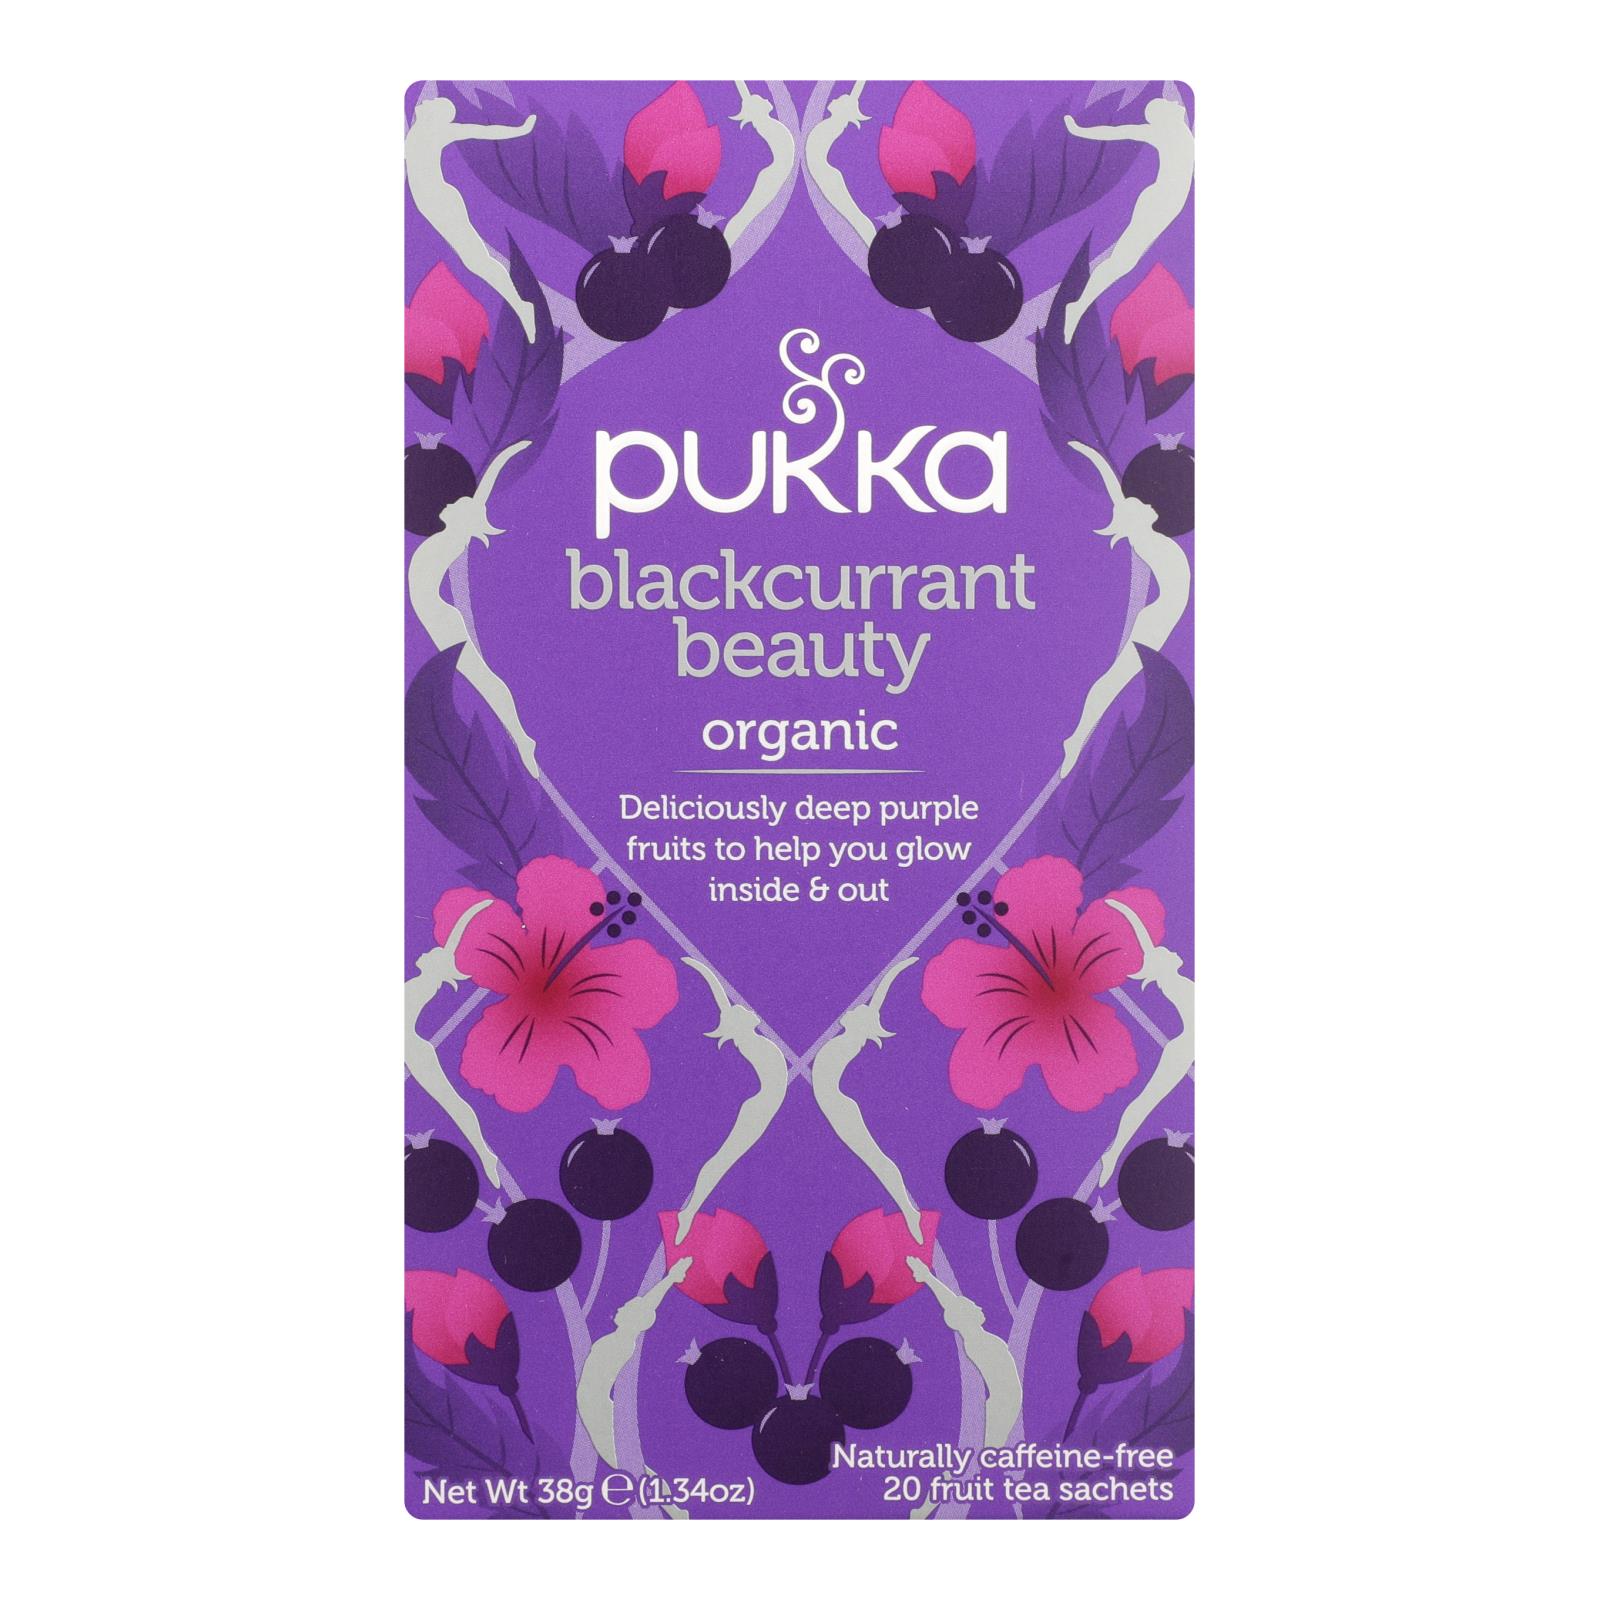 pukka
blackcurrant
beauty
organic
Deliciously deep purple
fruits to help you glow
inside & out
Naturally caffeine-free
Net Wt 38g ℮ (1.34oz)
20 fruit tea sachets